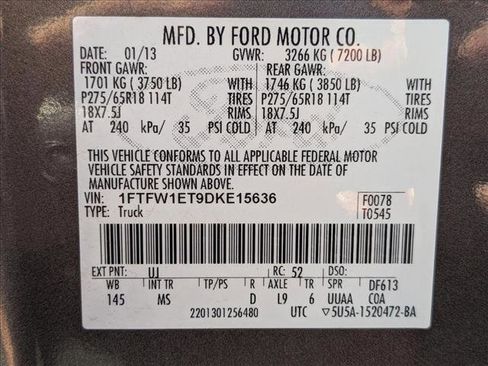 MFD. BY FORD MOTOR CO.
DATE: 01/13 GVWR: 3266 KG ( 7200 LB)
FRONT GAWR: REAR GAWR:
1701 KG ( 3750 LB) 1746 KG ( 3850 LB)
P275/65R18 114T TIRES P275/65R18 114T
18X7.5J RIMS 18X7.5J
AT 240 kPa/ 35 PSI COLD AT 240 kPa/ 35 PSI COLD
THIS VEHICLE CONFORMS TO ALL APPLICABLE FEDERAL MOTOR
VEHICLE SAFETY STANDARDS IN EFFECT ON THE DATE OF
MANUFACTURE SHOWN ABOVE.
VIN: 1FTFW1ET9DKE15636 F0078
TYPE: Truck T0545
EXT PNT: UJ RC: 52 DSO:
WB INT TR TP/PS R AXLE TR SPR DF613
145 MS D L9 6 UUAA COA
2201301256480 UTC ▽5U5A-1520472-BA